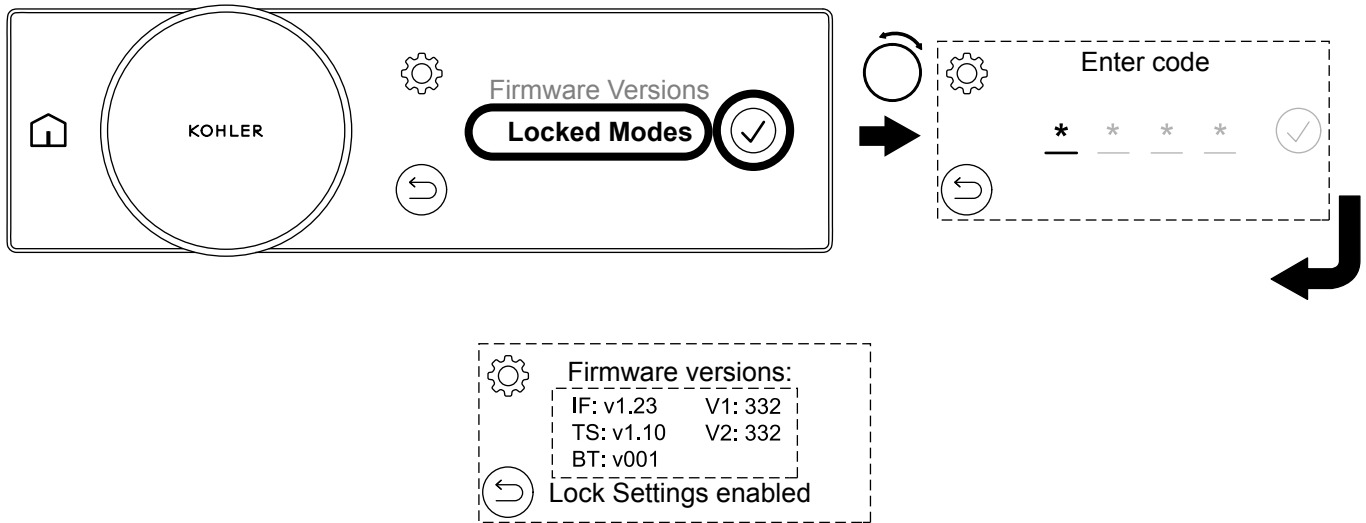 KOHLER
Firmware Versions
Locked Modes
Enter code
* * * *
Firmware versions:
IF: v1.23 V1: 332
TS: v1.10 V2: 332
BT: v001
Lock Settings enabled